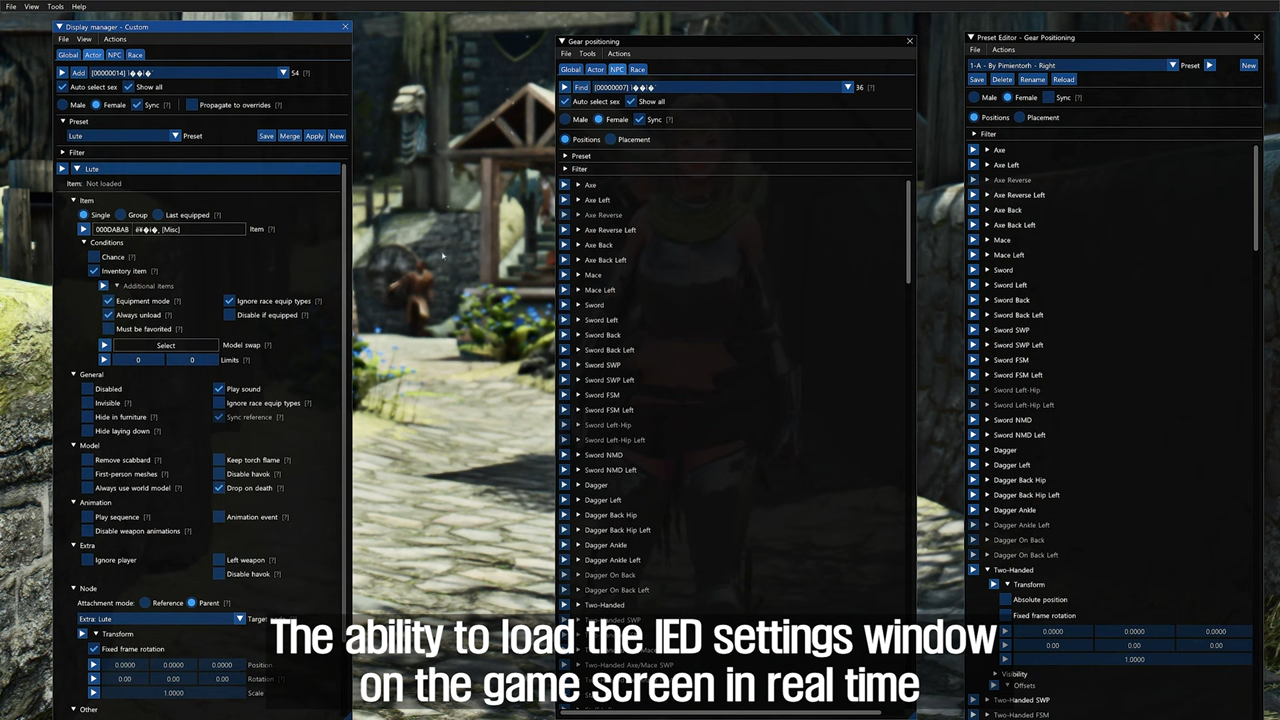 File View Tools Help
Display manager - Custom
File View Actions
Global Actor NPC Race
Add [00000014] 54 [?]
Auto select sex Show all
Male Female Sync [?] Propagate to overrides [?]
Preset
Lute Preset Save Merge Apply New
Filter
Lute
Item: Not loaded
Item
Single Group Last equipped [?]
000DABAB [Misc] Item [?]
Conditions
Chance [?]
Inventory item [?]
Additional items
Equipment mode [?] Ignore race equip types [?]
Always unload [?] Disable if equipped [?]
Must be favorited [?]
Select Model swap [?]
0 0 Limits [?]
General
Disabled Play sound [?]
Invisible [?] Ignore race equip types [?]
Hide in furniture [?] Sync reference [?]
Hide laying down [?]
Model
Remove scabbard [?] Keep torch flame [?]
First-person meshes [?] Disable havok [?]
Always use world model [?] Drop on death [?]
Animation
Play sequence [?] Animation event [?]
Disable weapon animations [?]
Extra
Ignore player Left weapon [?]
Disable havok [?]
Node
Attachment mode: Reference Parent [?]
Extra: Lute Target
Transform
Fixed frame rotation
0.0000 0.0000 0.0000 Position
0.00 0.00 0.00 Rotation
1.0000 Scale
Other
Gear positioning
File Tools Actions
Global Actor NPC Race
Find [00000007] 36 [?]
Auto select sex Show all
Male Female Sync [?]
Positions Placement
Preset
Filter
Axe
Axe Left
Axe Reverse
Axe Reverse Left
Axe Back
Axe Back Left
Mace
Mace Left
Sword
Sword Left
Sword Back
Sword Back Left
Sword SWP
Sword SWP Left
Sword FSM
Sword FSM Left
Sword Left-Hip
Sword Left-Hip Left
Sword NMD
Sword NMD Left
Dagger
Dagger Left
Dagger Back Hip
Dagger Back Hip Left
Dagger Ankle
Dagger Ankle Left
Dagger On Back
Dagger On Back Left
Two-Handed
Two-Handed SWP
Two-Handed Axe/Mace SWP
Preset Editor - Gear Positioning
File Actions
1-A - By Pimientorh - Right Preset New
Save Delete Rename Reload
Male Female Sync [?]
Positions Placement
Filter
Axe
Axe Left
Axe Reverse
Axe Reverse Left
Axe Back
Axe Back Left
Mace
Mace Left
Sword
Sword Left
Sword Back
Sword Back Left
Sword SWP
Sword SWP Left
Sword FSM
Sword FSM Left
Sword Left-Hip
Sword Left-Hip Left
Sword NMD
Sword NMD Left
Dagger
Dagger Left
Dagger Back Hip
Dagger Back Hip Left
Dagger Ankle
Dagger Ankle Left
Dagger On Back
Dagger On Back Left
Two-Handed
Transform
Absolute position
Fixed frame rotation
0.0000 0.0000 0.0000
0.00 0.00 0.00
1.0000
Visibility
Offsets
Two-Handed SWP
Two-Handed FSM
The ability to load the IED settings window
on the game screen in real time